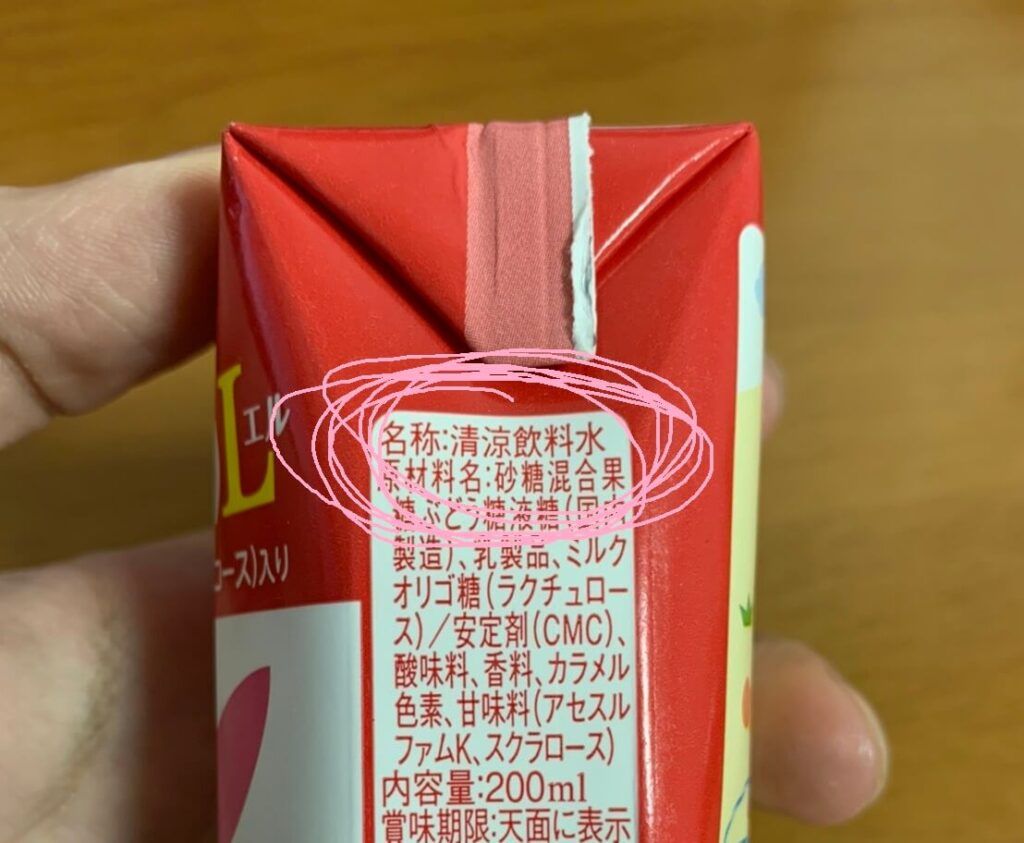 L
エル
ロース)入り
名称:清涼飲料水
原材料名:砂糖混合果
糖ぶどう糖液糖(国内
製造)、乳製品、ミルク
オリゴ糖(ラクチュロー
ス)/安定剤(CMC)、
酸味料、香料、カラメル
色素、甘味料(アセスル
ファムK、スクラロース)
内容量:200ml
賞味期限:天面に表示